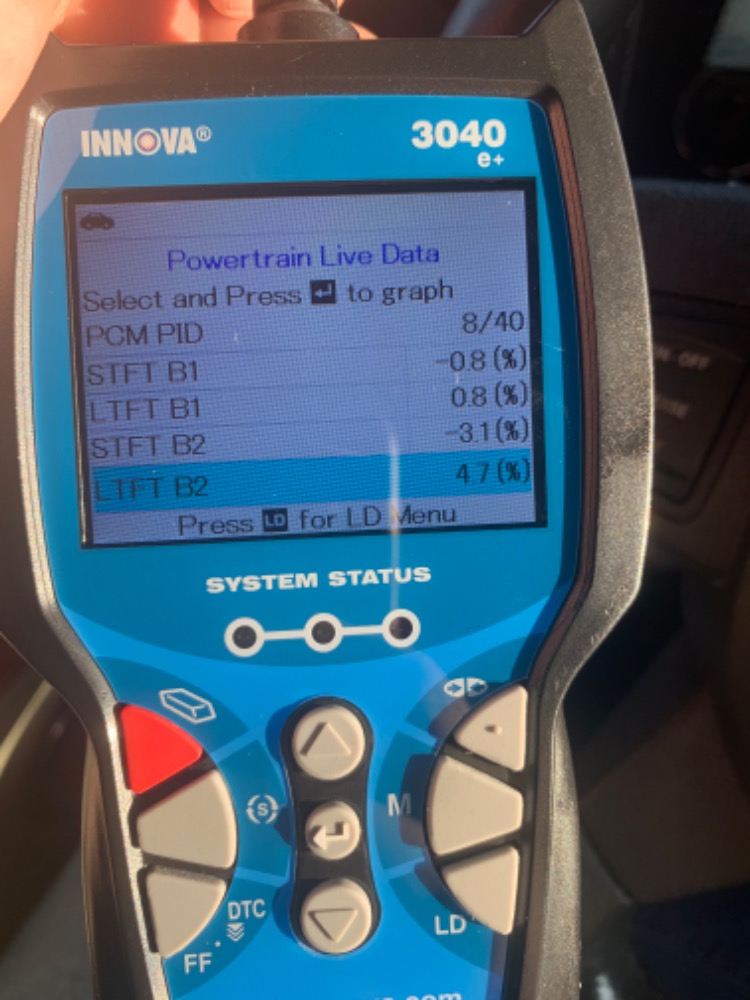 INNOVA®
3040
e+
Powertrain Live Data
Select and Press ↵ to graph
PCM PID 8/40
STFT B1 -0.8 (%)
LTFT B1 0.8 (%)
STFT B2 -3.1 (%)
LTFT B2 4.7 (%)
Press LD for LD Menu
SYSTEM STATUS
S
M
DTC
FF
LD